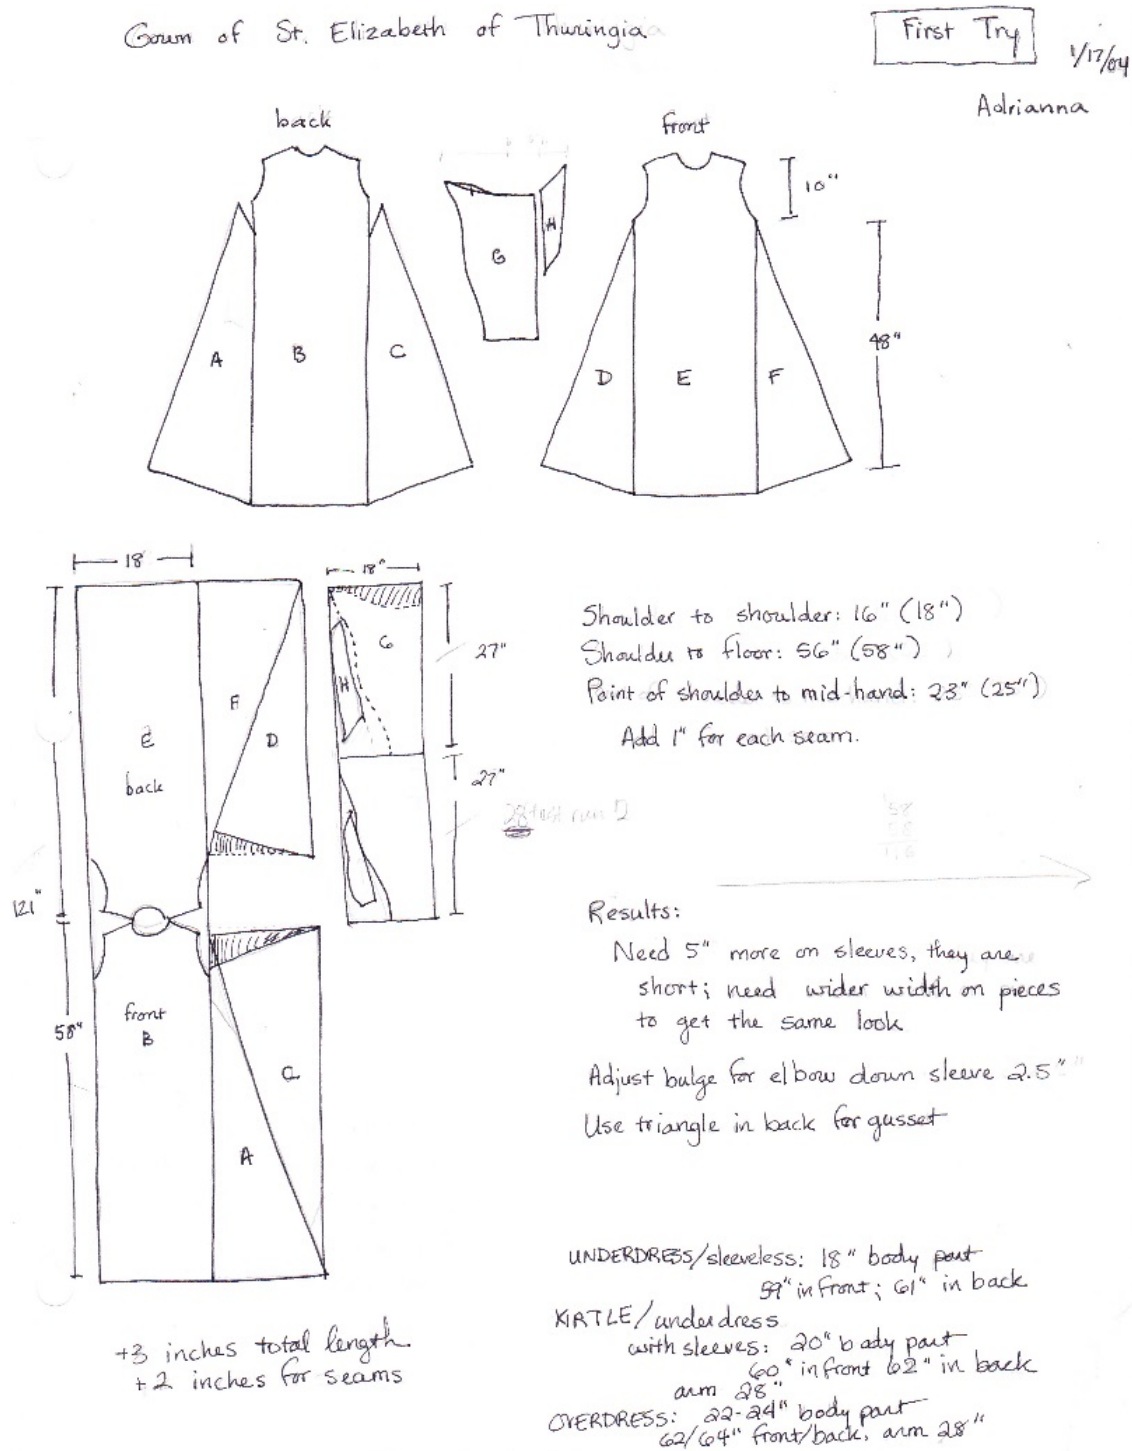 Gown of St. Elizabeth of Thuringia
First Try
1/17/04
Adrianna
back
front
10"
H
G
48"
A
B
C
D
E
F
18
18"
G
27"
H
F
E
D
back
27"
121"
58"
front
B
C
A
Shoulder to shoulder: 16" (18")
Shoulder to floor: 56" (58")
Point of shoulder to mid-hand: 23" (25")
Add 1" for each seam.
58
Results:
Need 5" more on sleeves, they are
short; need wider width on pieces
to get the same look
Adjust bulge for elbow down sleeve 2.5"
Use triangle in back for gusset
UNDERDRESS/sleeveless: 18" body part
59" in front; 61" in back
KIRTLE/underdress
with sleeves: 20" body part
60" in front 62" in back
arm 28"
OVERDRESS: 22-24" body part
62/64" front/back, arm 28"
+3 inches total length
+2 inches for seams